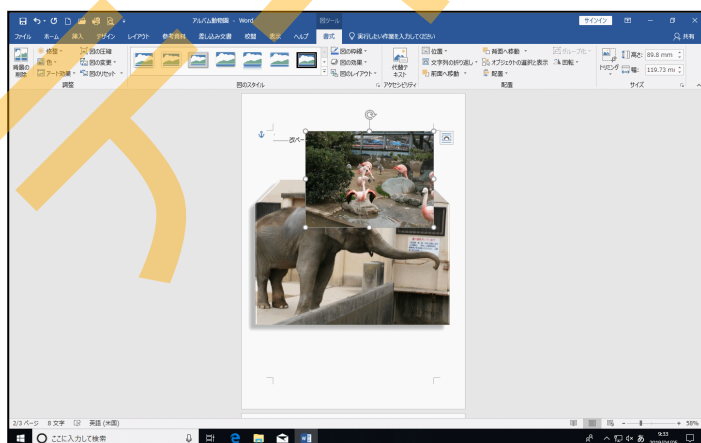 アルバム動物園 - Word
図ツール
サインイン
ファイル ホーム 挿入 デザイン レイアウト 参考資料 差し込み文書 校閲 表示 ヘルプ 書式 実行したい作業を入力してください
共有
背景の削除
修整
色
アート効果
図の圧縮
図の変更
図のリセット
調整
図のスタイル
図の枠線
図の効果
図のレイアウト
代替テキスト
アクセシビリティ
位置
文字列の折り返し
前面へ移動
背面へ移動
オブジェクトの選択と表示
配置
グループ化
回転
配置
トリミング
高さ: 89.8 mm
幅: 119.73 mm
サイズ
改ペー
2/3 ページ 8 文字 英語 (米国)
58%
ここに入力して検索
あ
9:33
2019/04/06